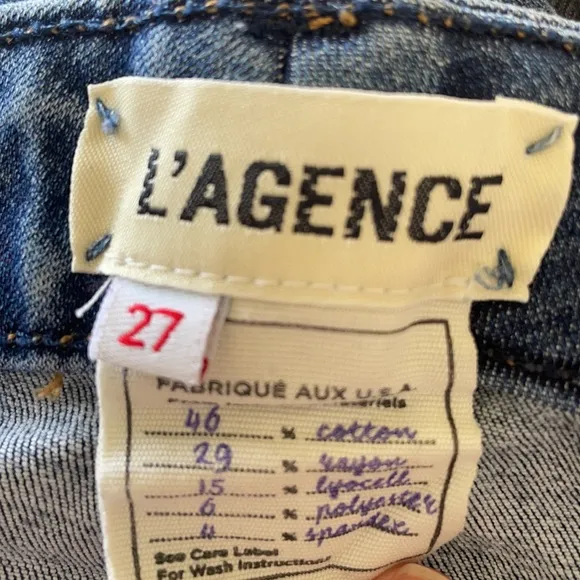 L'AGENCE
27
FABRIQUÉ AUX U.S.A.
46 % cotton
29 % rayon
15 % lyocell
6 % polyester
4 % spandex
See Care Label
For Wash Instructions